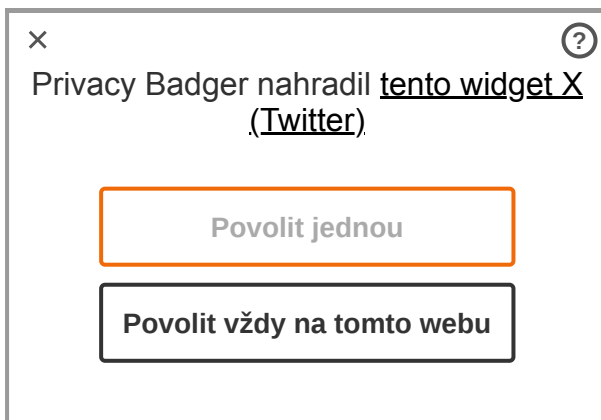 ×
?
Privacy Badger nahradil tento widget X
(Twitter)
Povolit jednou
Povolit vždy na tomto webu